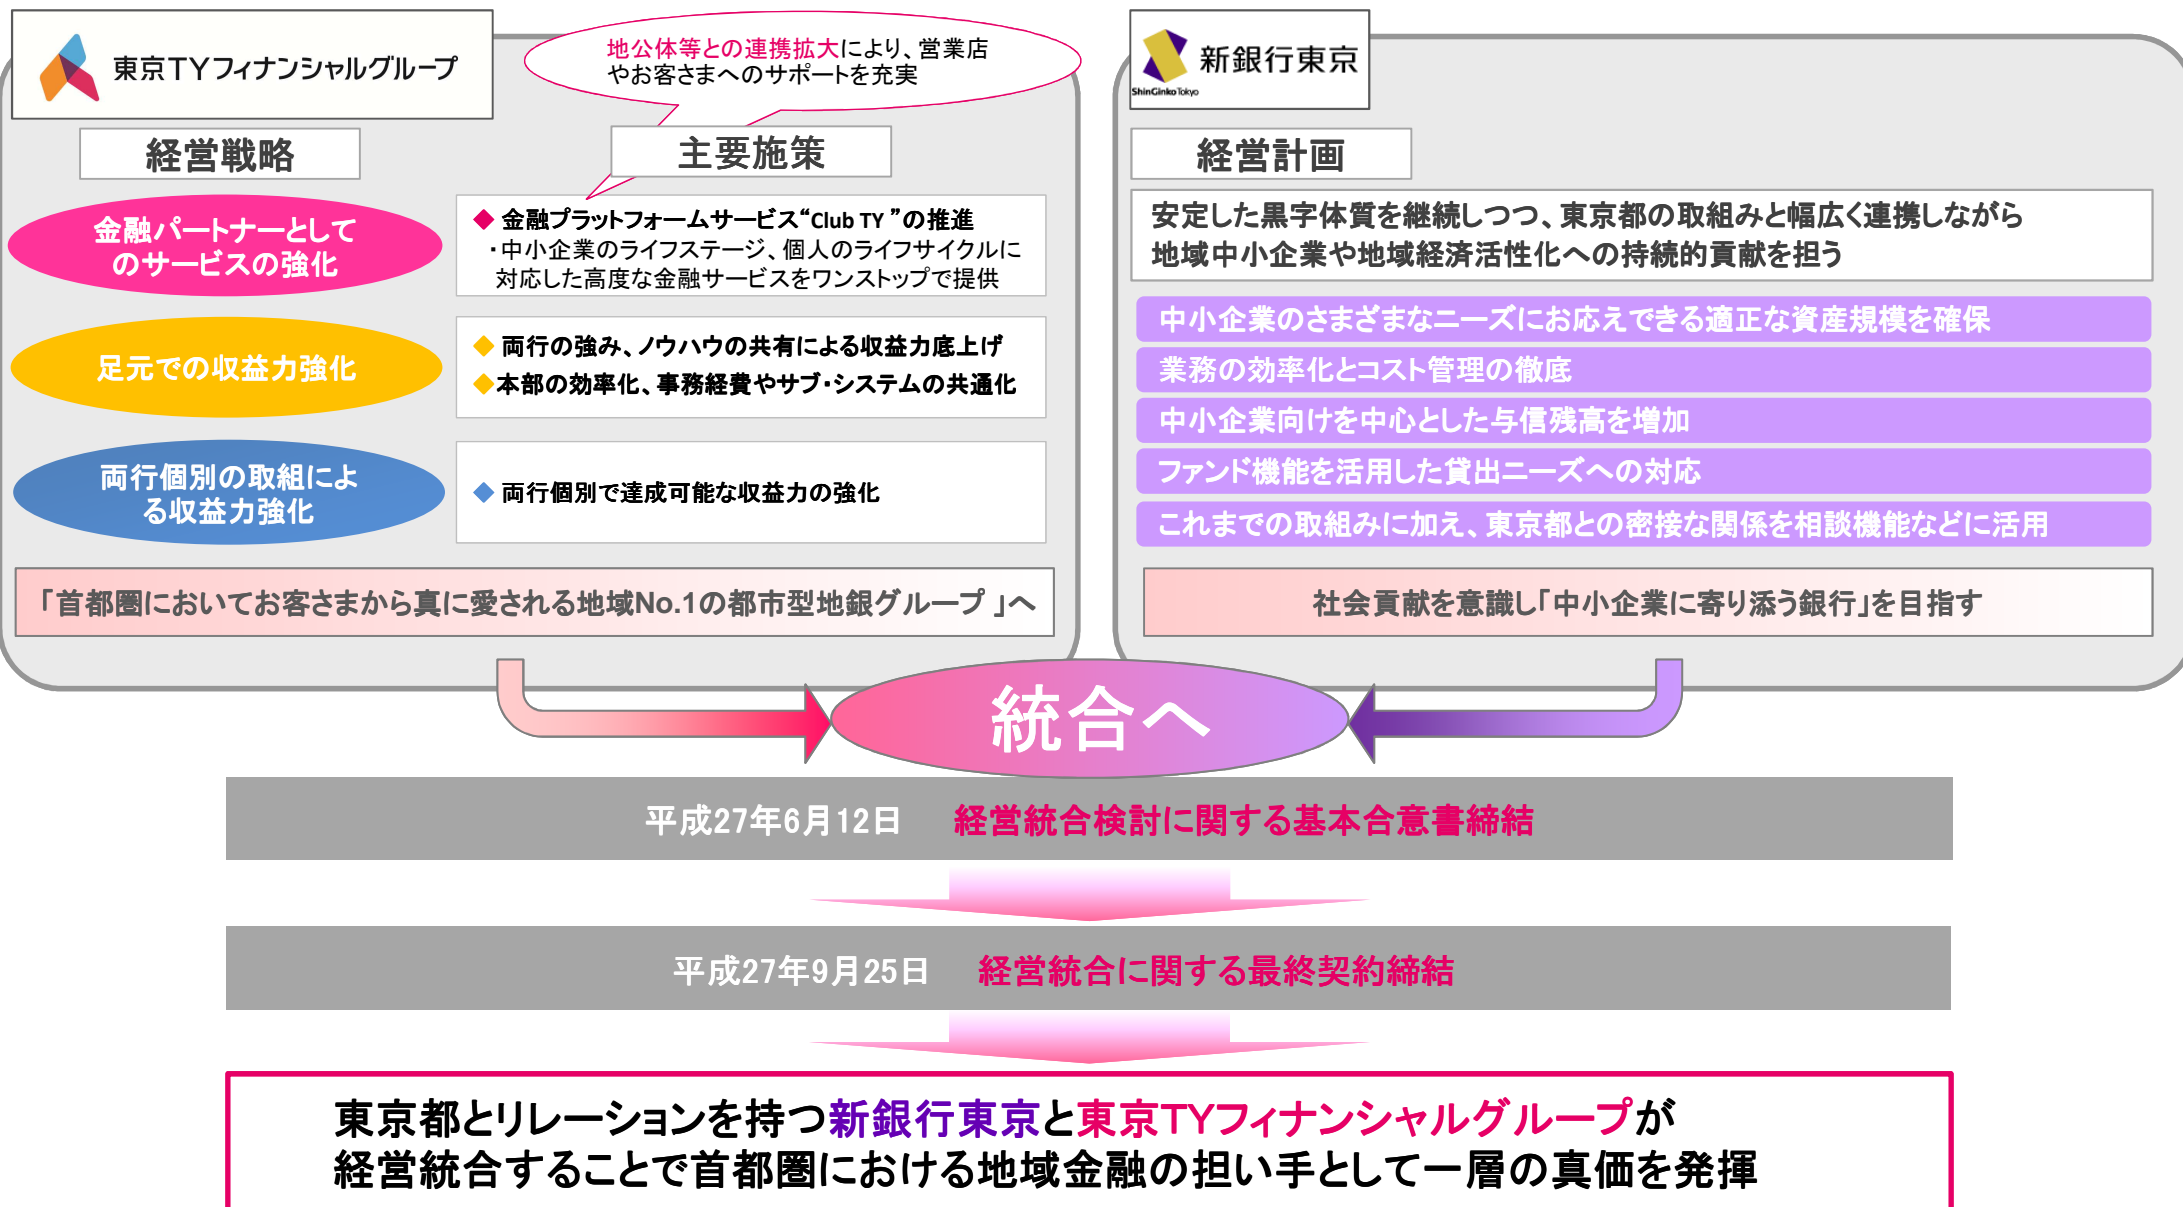 東京TYフィナンシャルグループ
地公体等との連携拡大により、営業店
やお客さまへのサポートを充実
経営戦略
主要施策
金融パートナーとして
のサービスの強化
◆ 金融プラットフォームサービス“Club TY ”の推進
・中小企業のライフステージ、個人のライフサイクルに
対応した高度な金融サービスをワンストップで提供
足元での収益力強化
◆ 両行の強み、ノウハウの共有による収益力底上げ
◆本部の効率化、事務経費やサブ・システムの共通化
両行個別の取組によ
る収益力強化
◆ 両行個別で達成可能な収益力の強化
「首都圏においてお客さまから真に愛される地域No.1の都市型地銀グループ 」へ
新銀行東京
ShinGinko Tokyo
経営計画
安定した黒字体質を継続しつつ、東京都の取組みと幅広く連携しながら
地域中小企業や地域経済活性化への持続的貢献を担う
中小企業のさまざまなニーズにお応えできる適正な資産規模を確保
業務の効率化とコスト管理の徹底
中小企業向けを中心とした与信残高を増加
ファンド機能を活用した貸出ニーズへの対応
これまでの取組みに加え、東京都との密接な関係を相談機能などに活用
社会貢献を意識し「中小企業に寄り添う銀行」を目指す
統合へ
平成27年6月12日 経営統合検討に関する基本合意書締結
平成27年9月25日 経営統合に関する最終契約締結
東京都とリレーションを持つ新銀行東京と東京TYフィナンシャルグループが
経営統合することで首都圏における地域金融の担い手として一層の真価を発揮